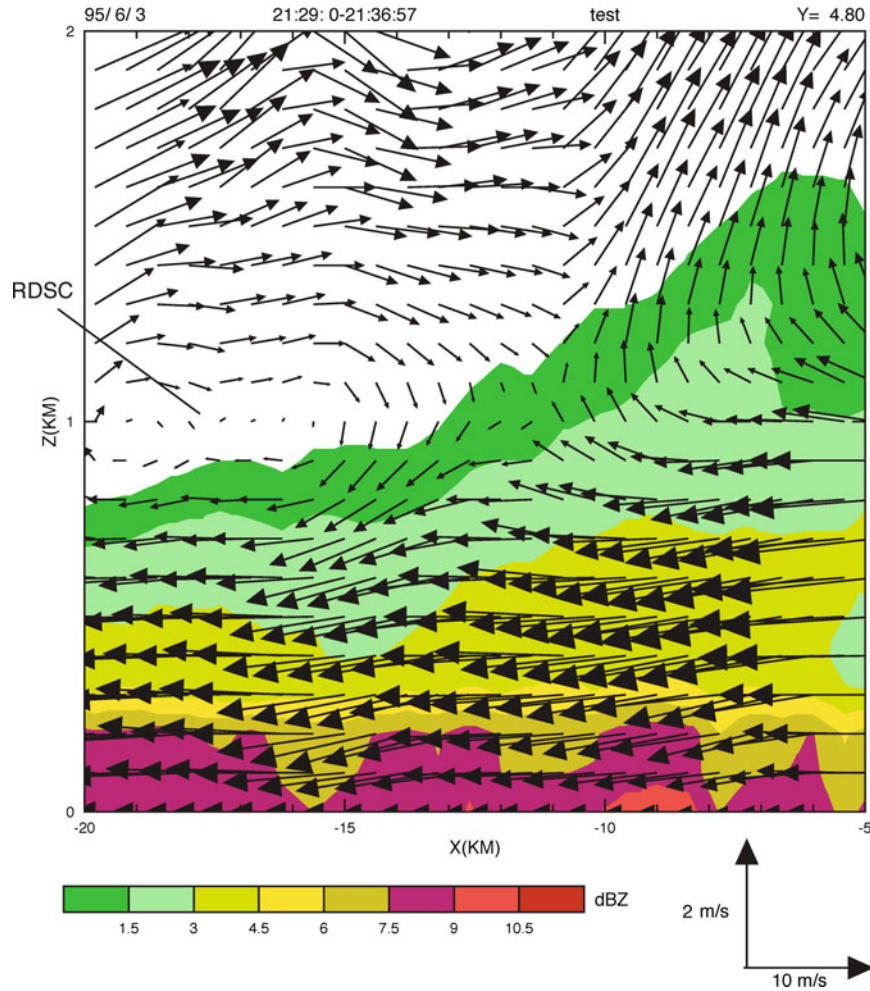 95/ 6/ 3 21:29: 0-21:36:57 test Y= 4.80
2
RDSC
1
Z(KM)
0
-20 -15 -10 -5
X(KM)
dBZ
1.5 3 4.5 6 7.5 9 10.5
2 m/s
10 m/s